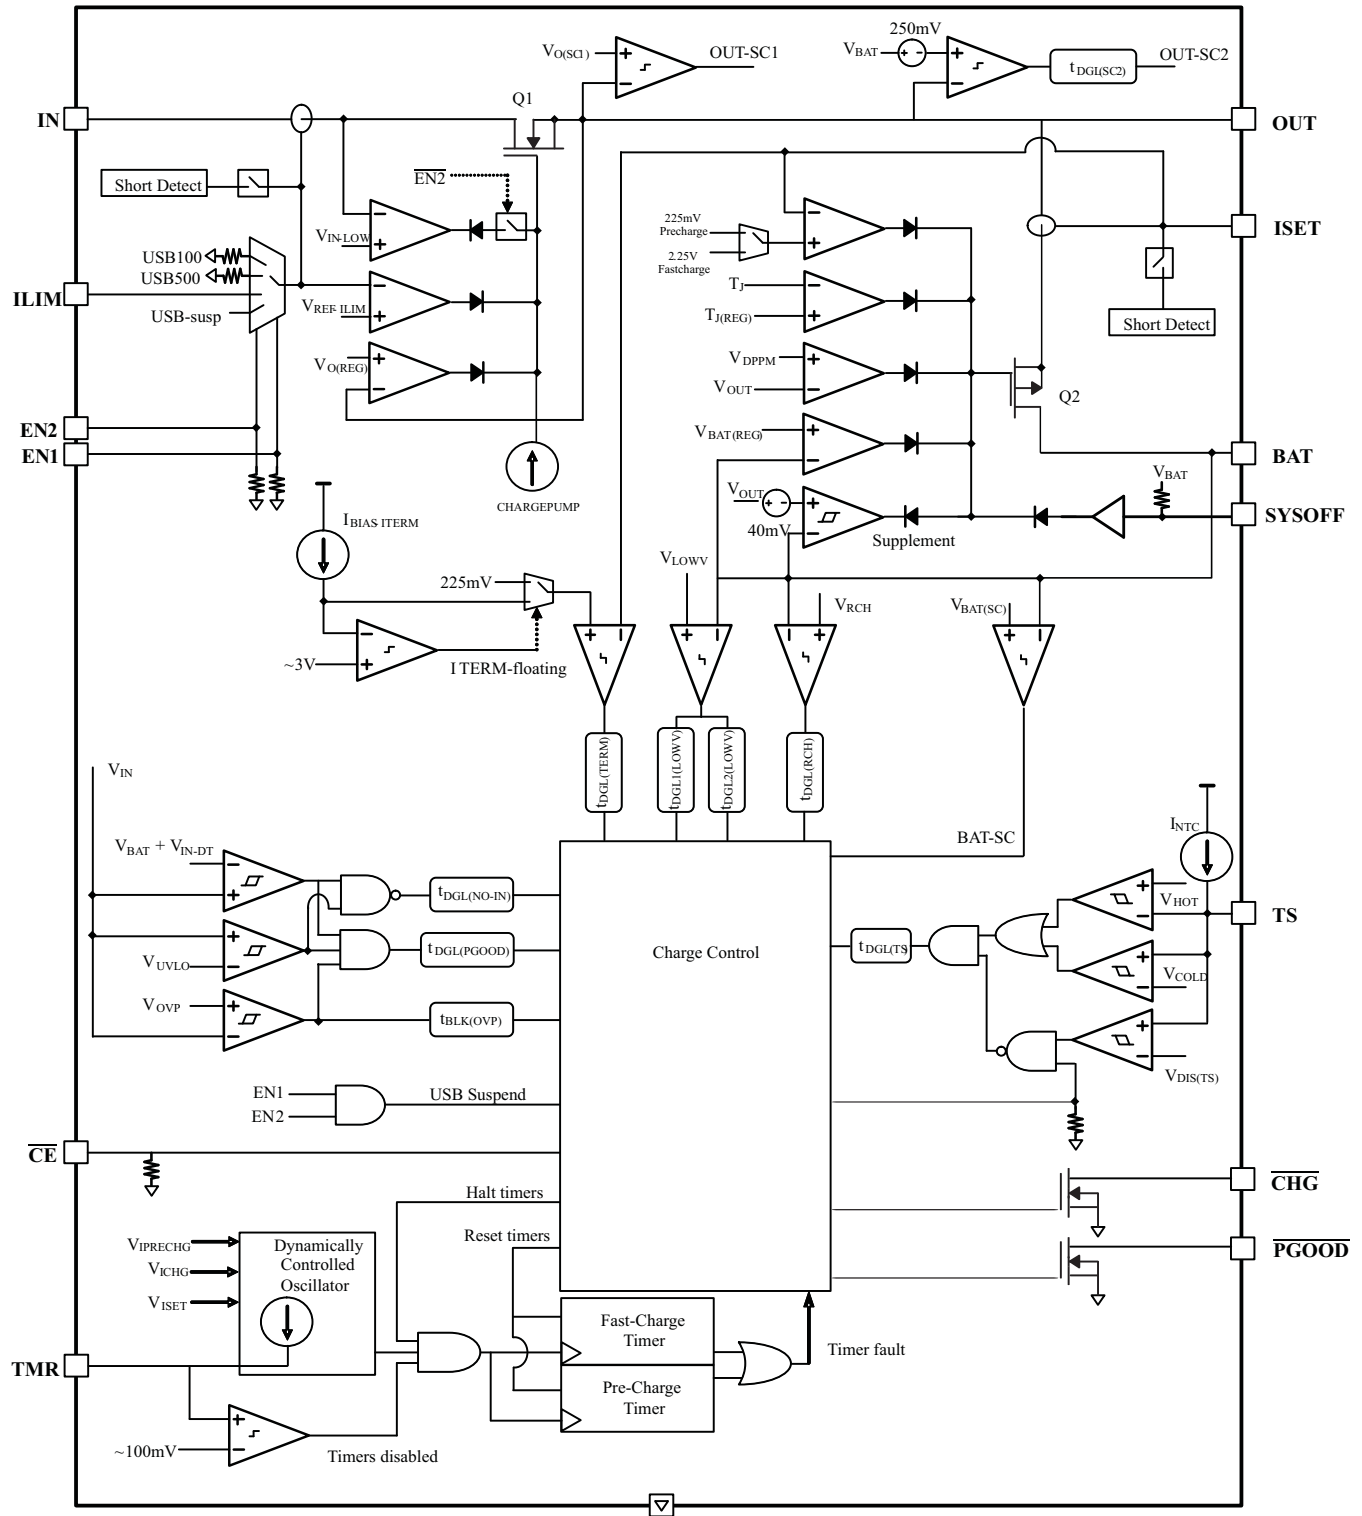 250mV
V_O(SC1)
OUT-SC1
V_BAT
t_DGL(SC2)
OUT-SC2
Q1
IN
OUT
EN2
Short Detect
225mV
Precharge
ISET
V_IN-LOW
2.25V
Fastcharge
USB100
USB500
T_J
ILIM
V_REF-ILIM
USB-susp
T_J(REG)
Short Detect
V_O(REG)
V_DPPM
V_OUT
Q2
EN2
V_BAT(REG)
EN1
BAT
V_BAT
V_OUT
CHARGEPUMP
SYSOFF
I_BIAS ITERM
40mV
Supplement
V_LOWV
225mV
V_RCH
V_BAT(SC)
~3V
I TERM-floating
t_DGL(TERM)
t_DGL1(LOWV)
t_DGL2(LOWV)
t_DGL(RCH)
V_IN
I_NTC
V_BAT + V_IN-DT
BAT-SC
t_DGL(NO-IN)
V_HOT
TS
t_DGL(PGOOD)
Charge Control
t_DGL(TS)
V_UVLO
V_COLD
V_OVP
t_BLK(OVP)
V_DIS(TS)
EN1
USB Suspend
EN2
CE
CHG
Halt timers
Reset timers
V_IPRECHG
Dynamically
Controlled
Oscillator
PGOOD
V_ICHG
V_ISET
Fast-Charge
Timer
Timer fault
TMR
Pre-Charge
Timer
~100mV
Timers disabled